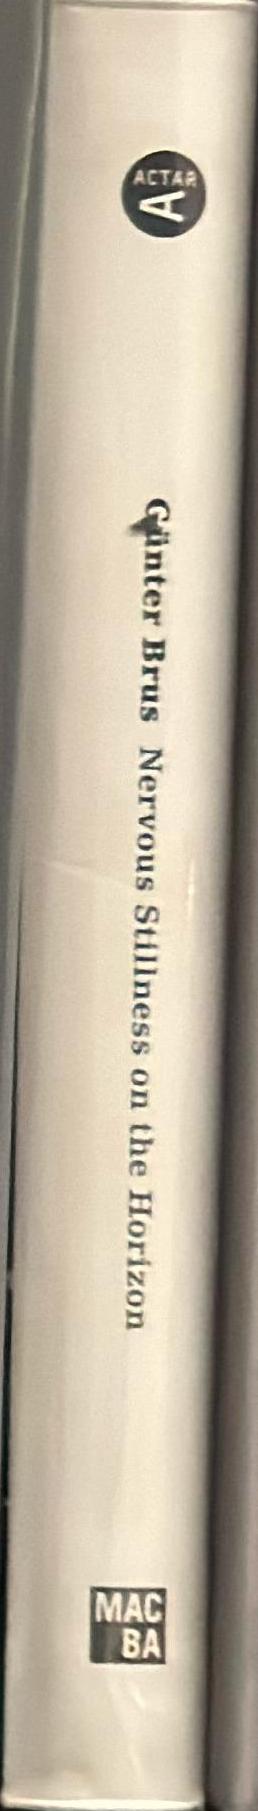 ACTAR
A
Günter Brus Nervous Stillness on the Horizon
MAC
BA